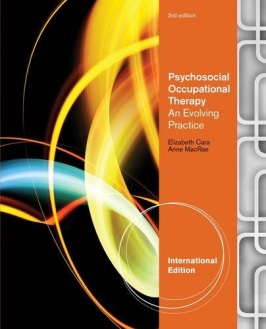 3rd edition
Psychosocial
Occupational
Therapy
An Evolving
Practice
Elizabeth Cara
Anne MacRae
International
Edition